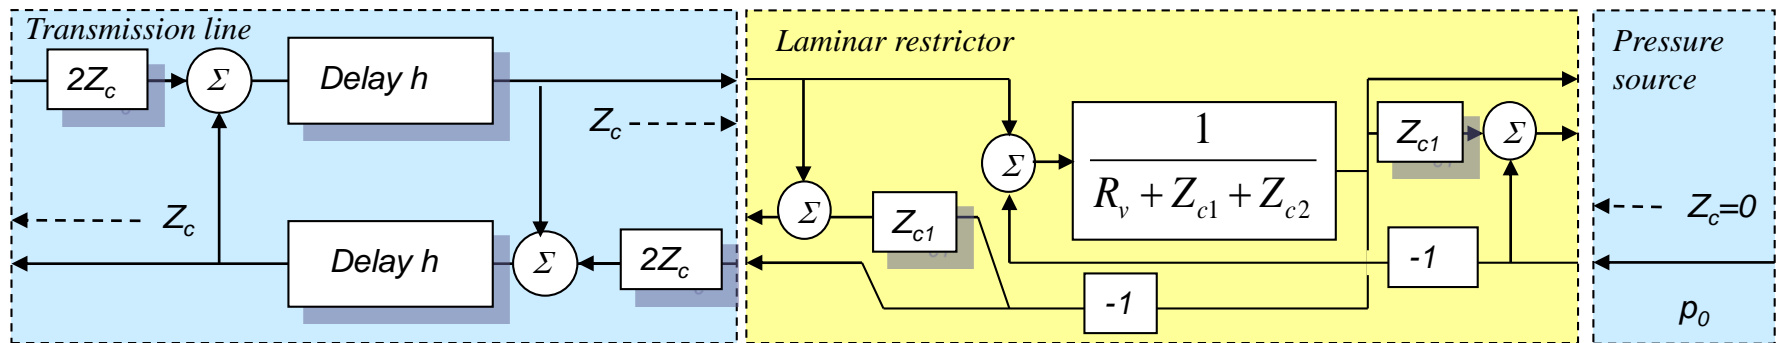 Transmission line
2Zc
Σ
Delay h
Zc
Zc
Delay h
Σ
2Zc
Laminar restrictor
Σ
Zc1
Σ
1
Rv + Zc1 + Zc2
Zc1
Σ
-1
-1
Pressure
source
Zc=0
p0